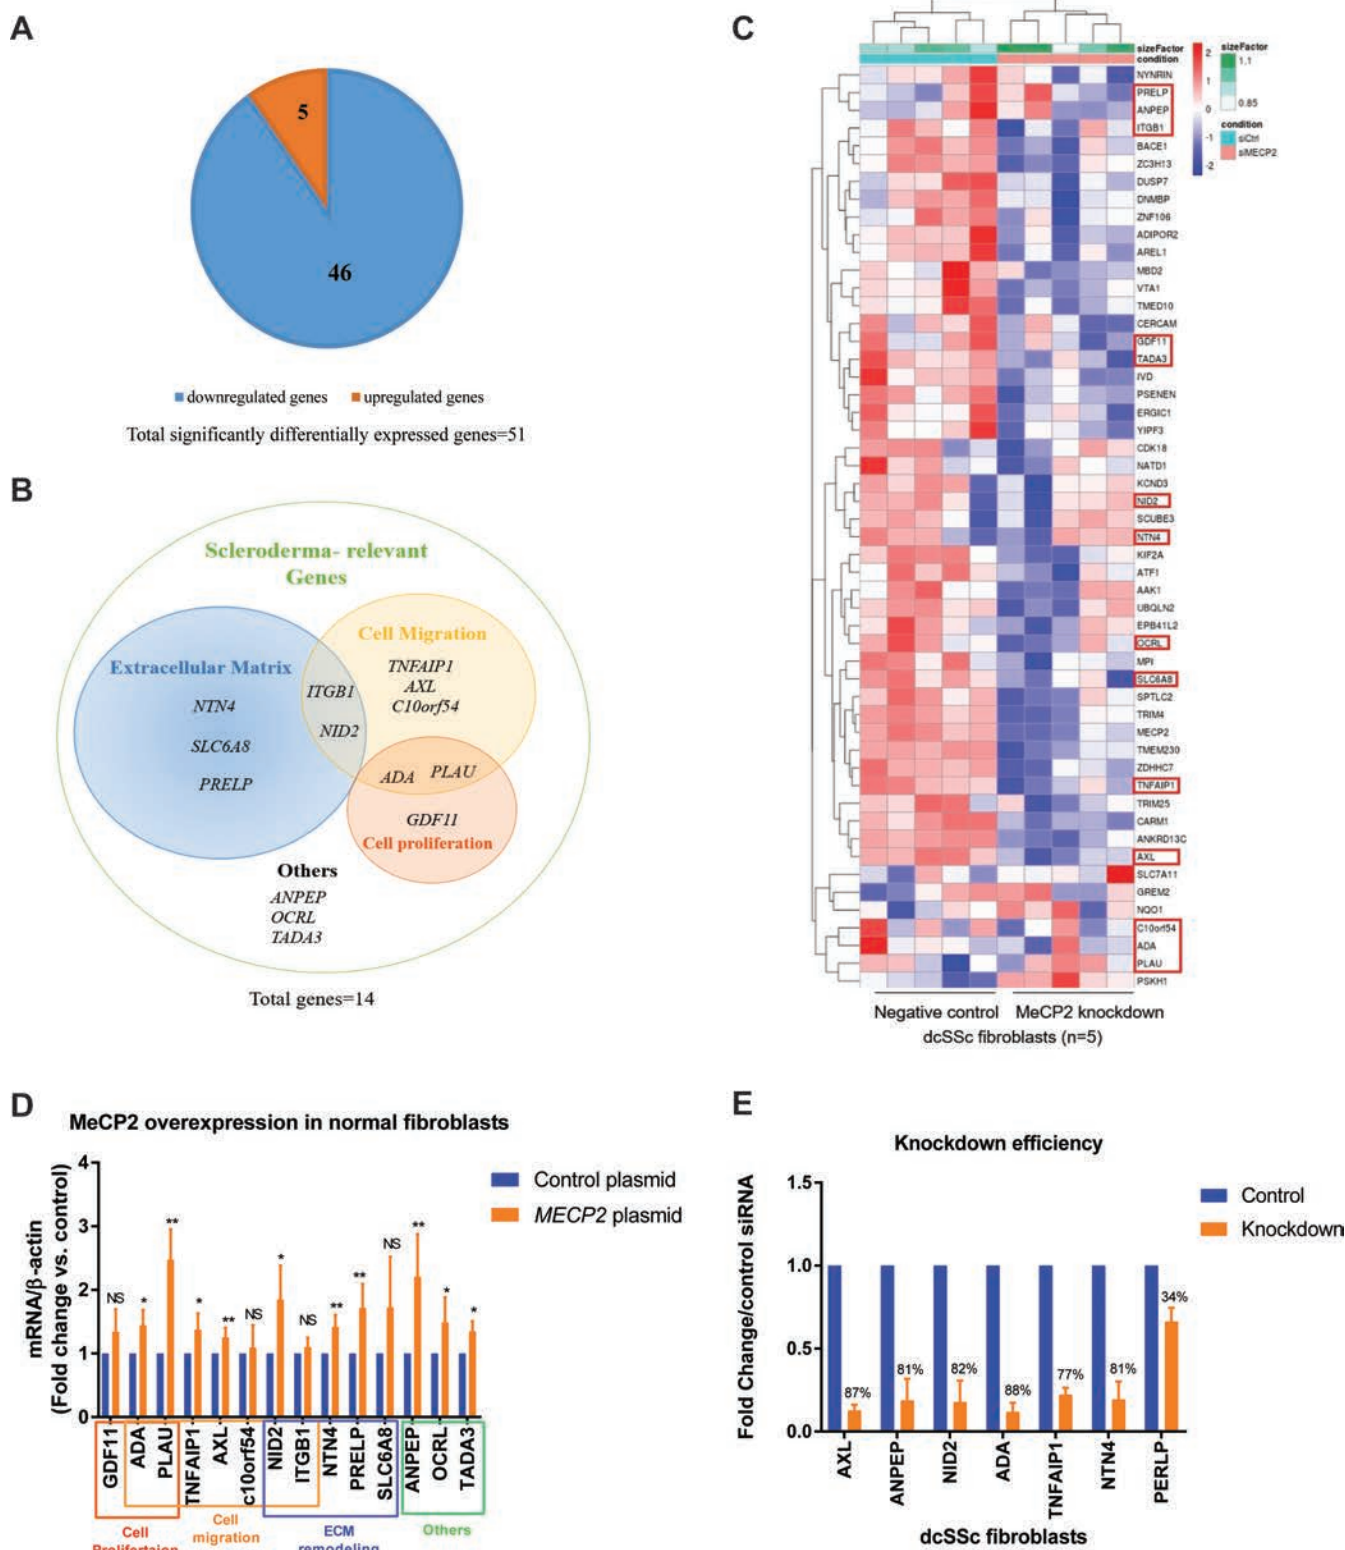 A
5
46
downregulated genes
upregulated genes
Total significantly differentially expressed genes=51
B
Scleroderma- relevant
Genes
Cell Migration
Extracellular Matrix
TNFAIP1
AXL
C10orf54
ITGB1
NTN4
NID2
SLC6A8
PRELP
ADA
PLAU
GDF11
Cell proliferation
Others
ANPEP
OCRL
TADA3
Total genes=14
C
sizeFactor
condition
NYNRIN
PRELP
ANPEP
ITGB1
BACE1
ZC3H13
DUSP7
DNMBP
ZNF106
ADIPOR2
AREL1
MBD2
VTA1
TMED10
CERCAM
GDF11
TADA3
IVD
PSENEN
ERGIC1
YIPF3
CDK18
NATD1
KCND3
NID2
SCUBE3
NTN4
KIF2A
ATF1
AAK1
UBQLN2
EPB41L2
OCRL
MPI
SLC6A8
SPTLC2
TRIM4
MECP2
TMEM230
ZDHHC7
TNFAIP1
TRIM25
CARM1
ANKRD13C
AXL
SLC7A11
GREM2
NQO1
C10orf54
ADA
PLAU
PSKH1
2
1
0
-1
-2
sizeFactor
1.1
0.85
condition
siCtrl
siMECP2
Negative control
MeCP2 knockdown
dcSSc fibroblasts (n=5)
D
MeCP2 overexpression in normal fibroblasts
mRNA/β-actin
(Fold change vs. control)
4
3
2
1
0
Control plasmid
MECP2 plasmid
NS
*
**
*
**
NS
*
NS
**
**
NS
**
*
*
GDF11
ADA
PLAU
TNFAIP1
AXL
c10orf54
NID2
ITGB1
NTN4
PRELP
SLC6A8
ANPEP
OCRL
TADA3
Cell
Prolifertaion
Cell
migration
ECM
remodeling
Others
E
Knockdown efficiency
Fold Change/control siRNA
1.5
1.0
0.5
0.0
Control
Knockdown
87%
81%
82%
88%
77%
81%
34%
AXL
ANPEP
NID2
ADA
TNFAIP1
NTN4
PERLP
dcSSc fibroblasts